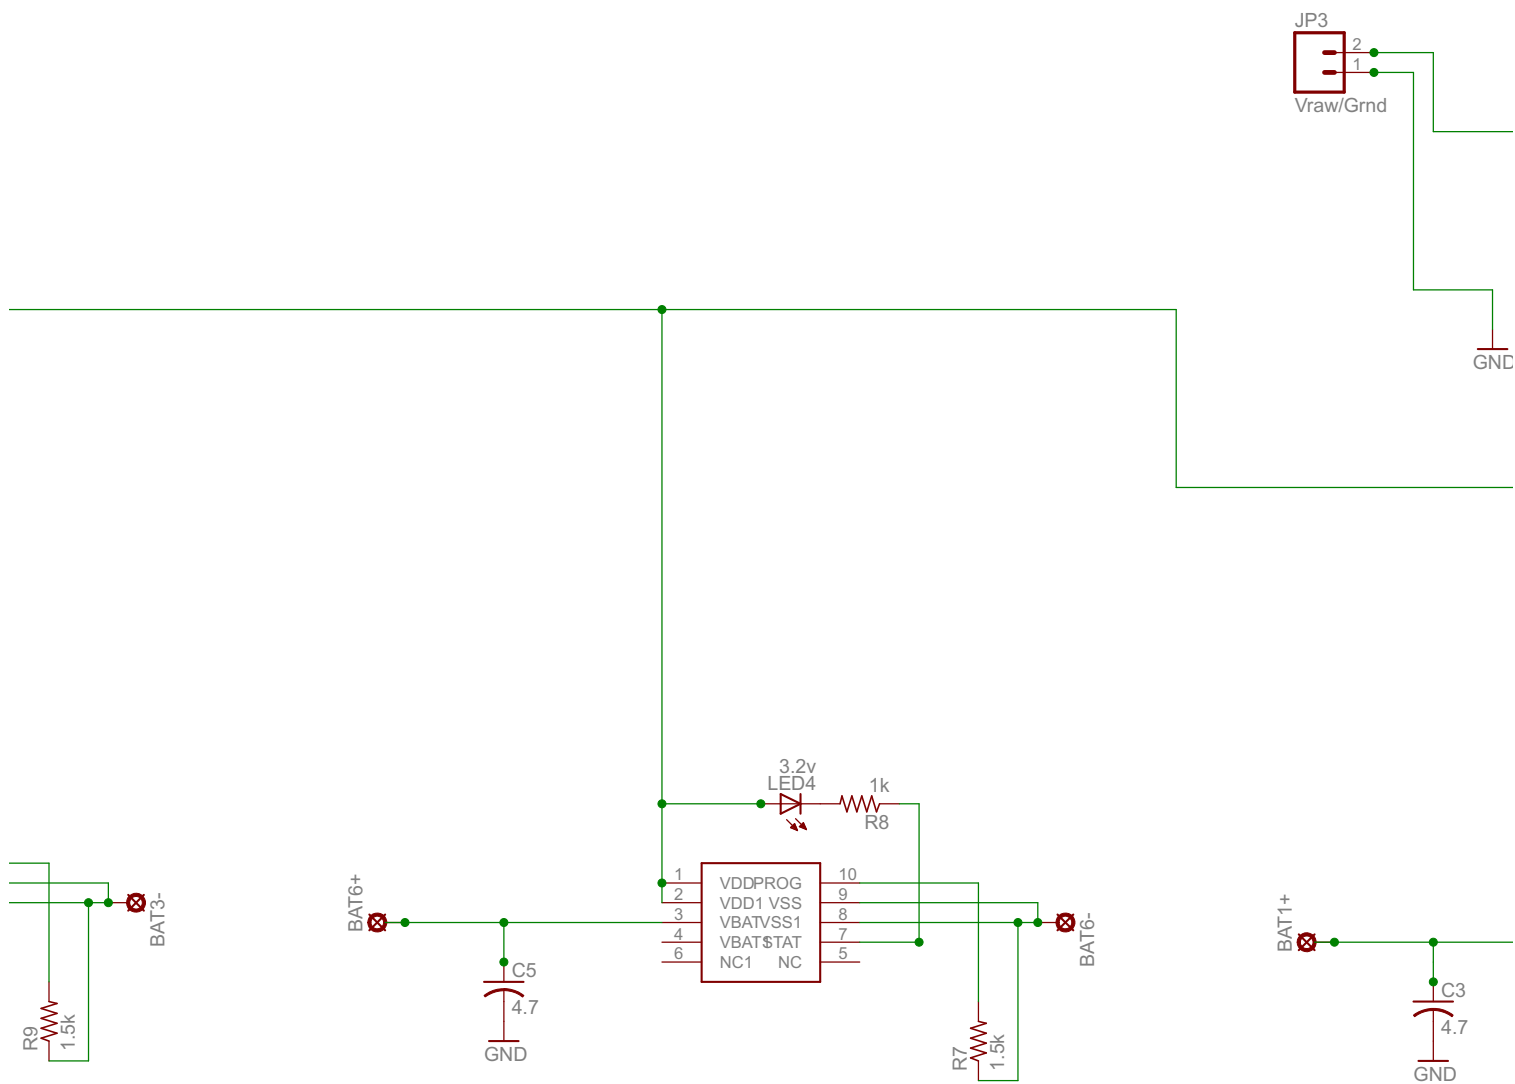 JP3
2
1
Vraw/Grnd
GND
3.2v
LED4
1k
R8
BAT3-
R9
1.5k
BAT6+
C5
4.7
GND
1 VDD PROG 10
2 VDD1 VSS 9
3 VBAT VSS1 8
4 VBAT1 STAT 7
6 NC1 NC 5
BAT6-
R7
1.5k
BAT1+
C3
4.7
GND